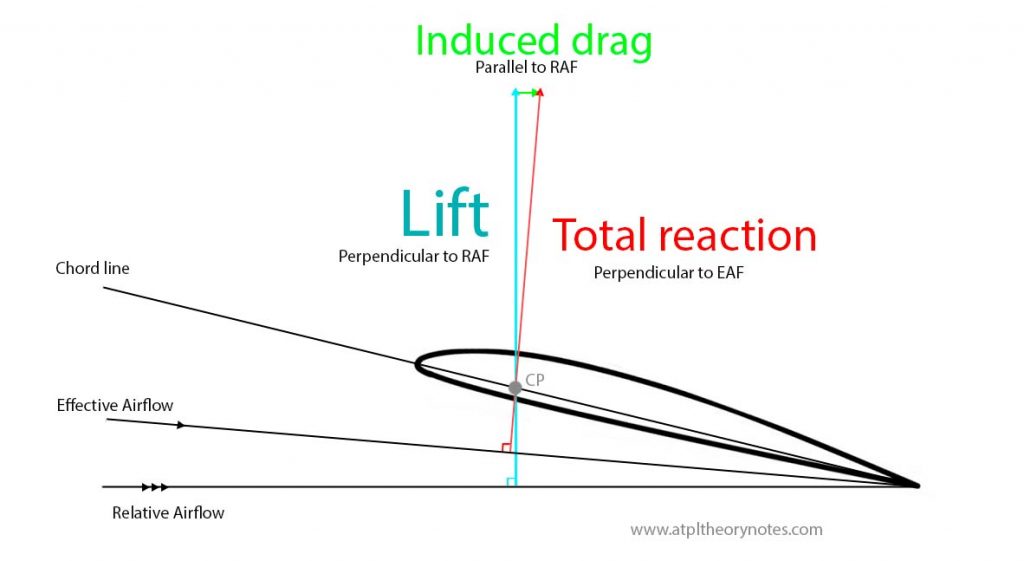 Induced drag
Parallel to RAF
Lift
Perpendicular to RAF
Total reaction
Perpendicular to EAF
Chord line
CP
Effective Airflow
Relative Airflow
www.atpltheorynotes.com